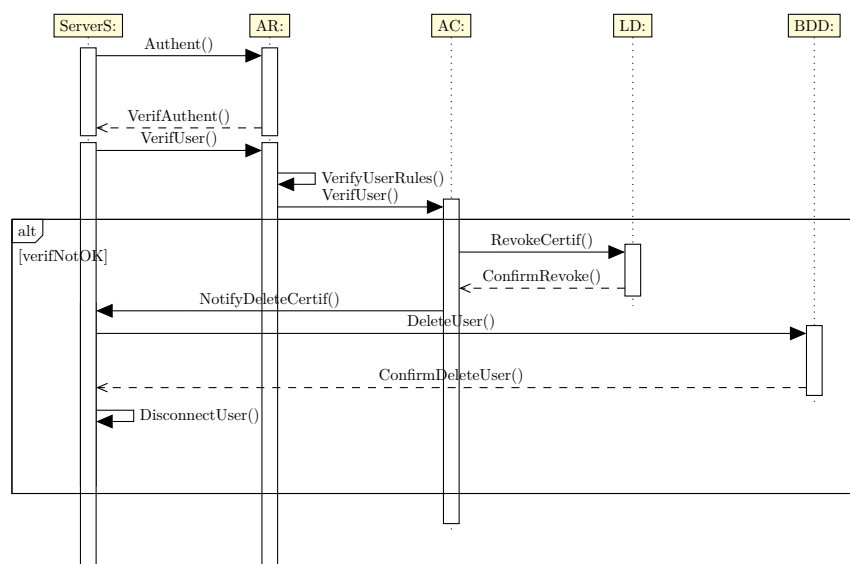 ServerS:
AR:
AC:
LD:
BDD:
Authent()
VerifAuthent()
VerifUser()
VerifyUserRules()
VerifUser()
alt
[verifNotOK]
RevokeCertif()
ConfirmRevoke()
NotifyDeleteCertif()
DeleteUser()
ConfirmDeleteUser()
DisconnectUser()